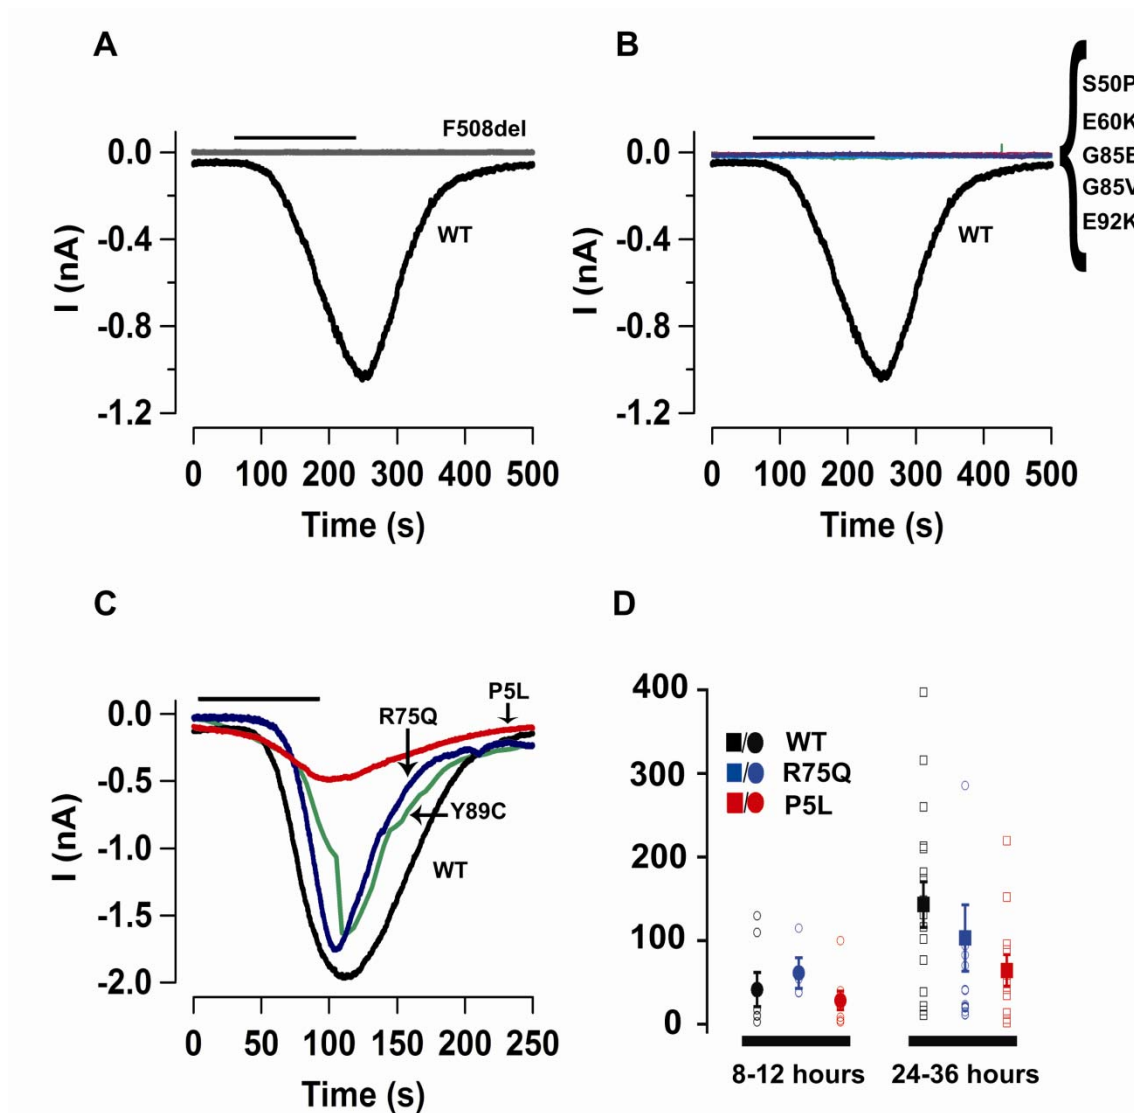 A
B
F508del
WT
0.0
-0.4
-0.8
-1.2
I (nA)
0 100 200 300 400 500
Time (s)
S50P
E60K
G85E
G85V
E92K
WT
0.0
-0.4
-0.8
-1.2
I (nA)
0 100 200 300 400 500
Time (s)
C
D
P5L
R75Q
Y89C
WT
0.0
-0.5
-1.0
-1.5
-2.0
I (nA)
0 50 100 150 200 250
Time (s)
400
300
200
100
0
/ WT
/ R75Q
/ P5L
8-12 hours 24-36 hours